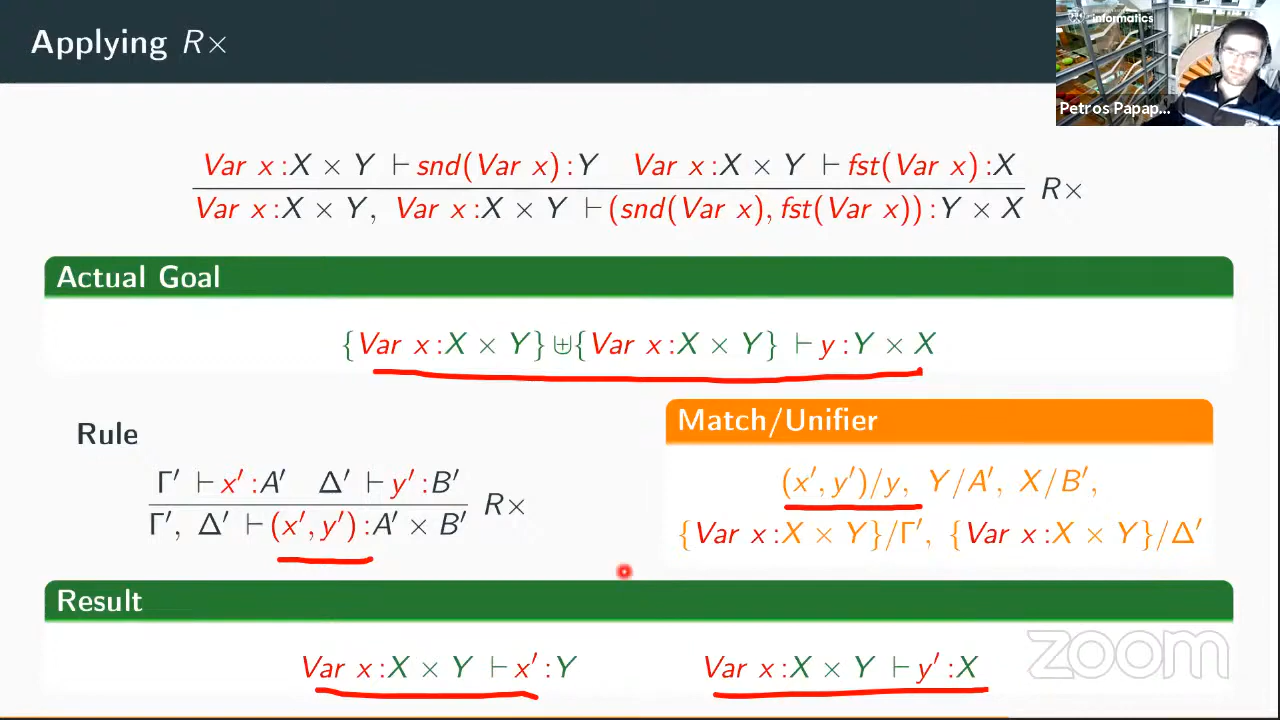 Applying R×
informatics
Petros Papap...
Var x : X × Y ⊢ snd(Var x) : Y Var x : X × Y ⊢ fst(Var x) : X
Var x : X × Y, Var x : X × Y ⊢ (snd(Var x), fst(Var x)) : Y × X R×
Actual Goal
{Var x : X × Y} ⊎ {Var x : X × Y} ⊢ y : Y × X
Rule
Γ′ ⊢ x′ : A′ Δ′ ⊢ y′ : B′
Γ′, Δ′ ⊢ (x′, y′) : A′ × B′ R×
Match/Unifier
(x′, y′)/y, Y/A′, X/B′,
{Var x : X × Y}/Γ′, {Var x : X × Y}/Δ′
Result
Var x : X × Y ⊢ x′ : Y Var x : X × Y ⊢ y′ : X
zoom